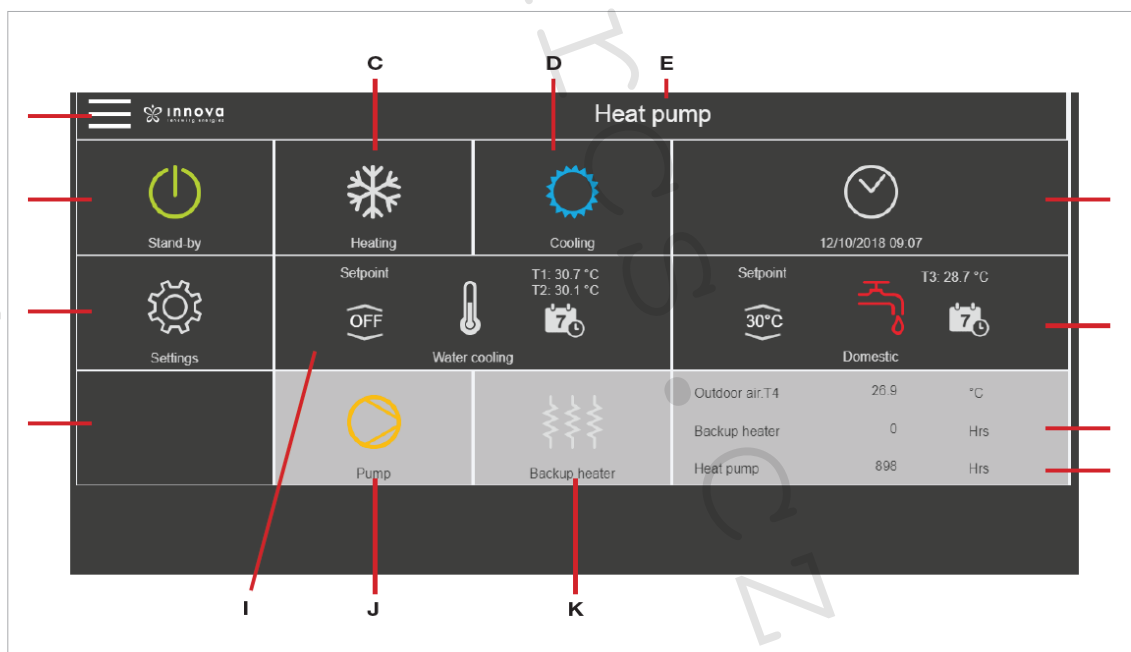 C D E
innova
Heat pump
Stand-by
Heating
Cooling
12/10/2018 09:07
Settings
Setpoint
OFF
T1: 30.7 °C
T2: 30.1 °C
7
Water cooling
Setpoint
30°C
T3: 28.7 °C
7
Domestic
Pump
Backup heater
Outdoor air.T4 26.9 °C
Backup heater 0 Hrs
Heat pump 898 Hrs
I J K